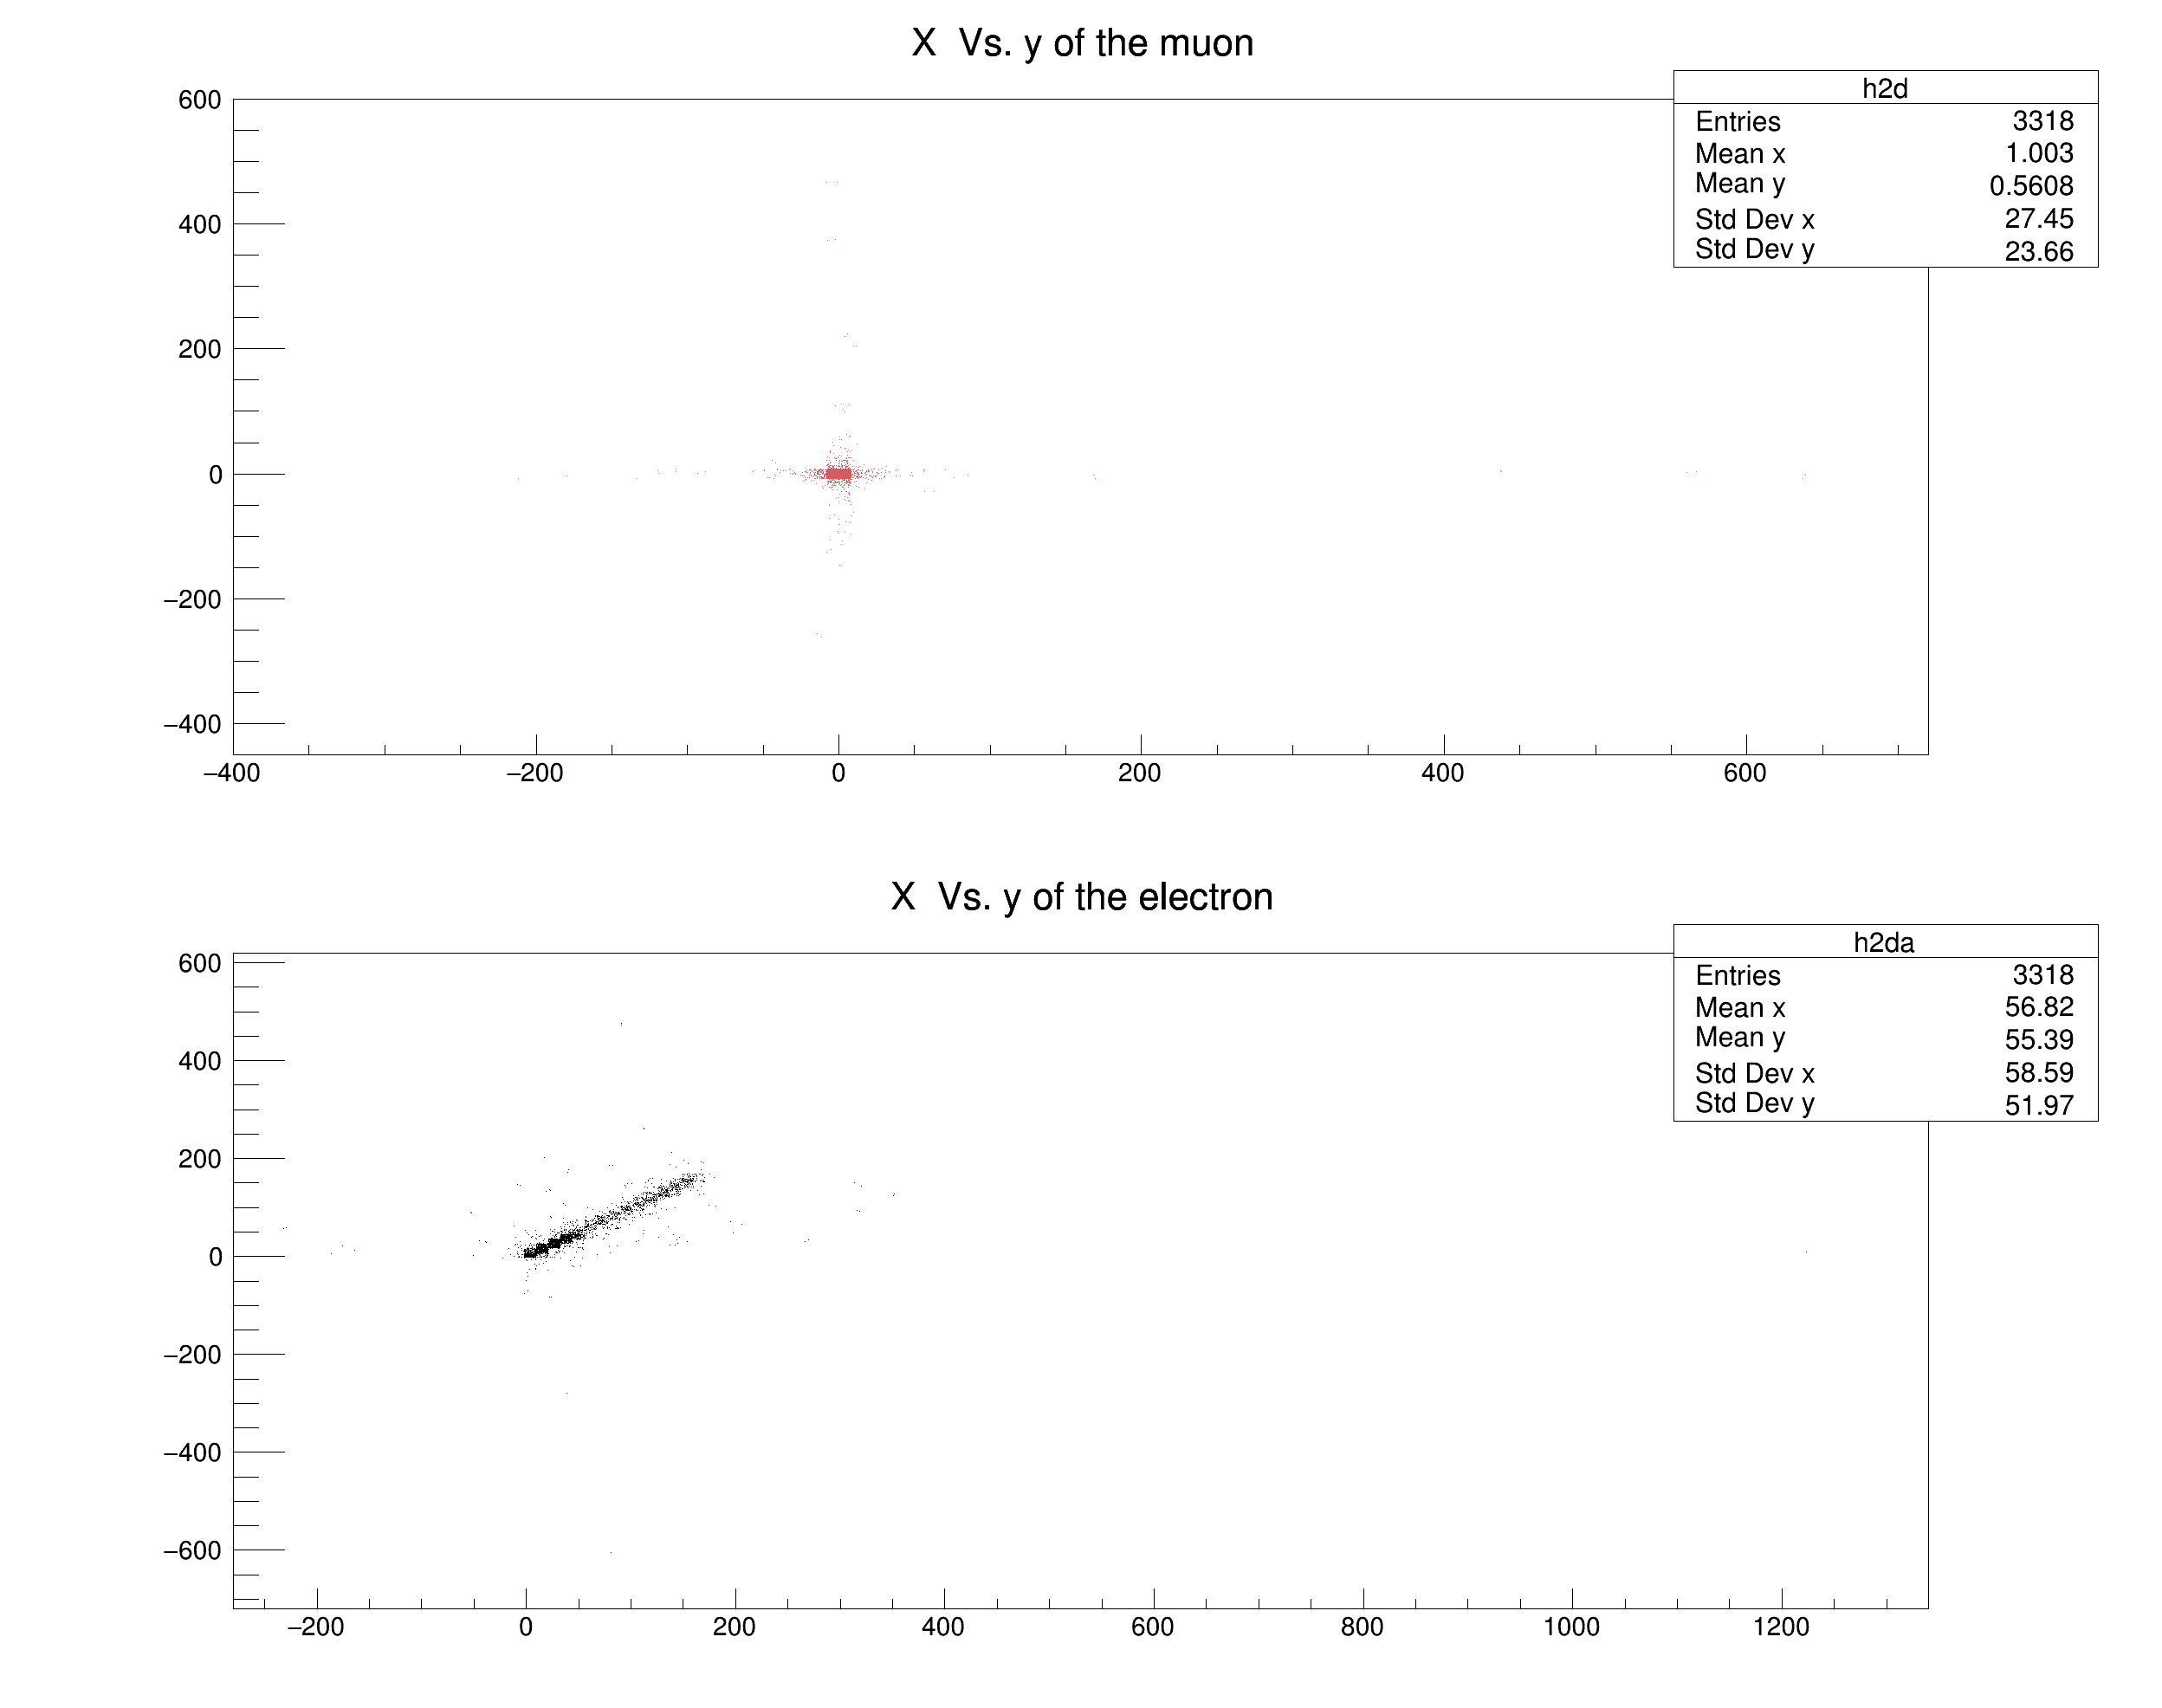 X Vs. y of the muon
h2d
Entries 3318
Mean x 1.003
Mean y 0.5608
Std Dev x 27.45
Std Dev y 23.66
600
400
200
0
−200
−400
−400 −200 0 200 400 600
X Vs. y of the electron
h2da
Entries 3318
Mean x 56.82
Mean y 55.39
Std Dev x 58.59
Std Dev y 51.97
600
400
200
0
−200
−400
−600
−200 0 200 400 600 800 1000 1200